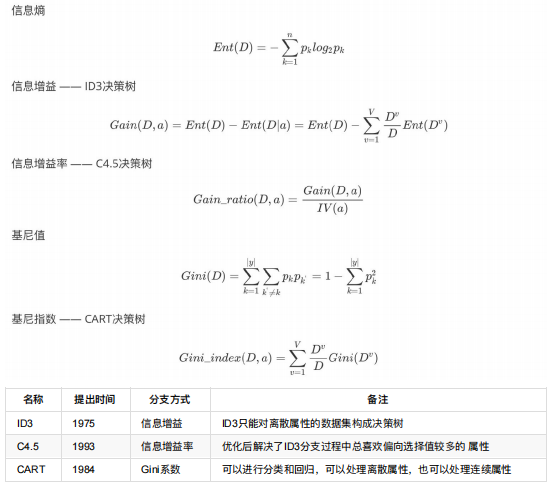 信息熵
Ent(D) = -\sum_{k=1}^{n} p_k log_2 p_k
信息增益 —— ID3决策树
Gain(D, a) = Ent(D) - Ent(D|a) = Ent(D) - \sum_{v=1}^{V} \frac{D^v}{D} Ent(D^v)
信息增益率 —— C4.5决策树
Gain_ratio(D, a) = \frac{Gain(D, a)}{IV(a)}
基尼值
Gini(D) = \sum_{k=1}^{|y|} \sum_{k' \neq k} p_k p_{k'} = 1 - \sum_{k=1}^{|y|} p_k^2
基尼指数 —— CART决策树
Gini_index(D, a) = \sum_{v=1}^{V} \frac{D^v}{D} Gini(D^v)
名称 提出时间 分支方式 备注
ID3 1975 信息增益 ID3只能对离散属性的数据集构成决策树
C4.5 1993 信息增益率 优化后解决了ID3分支过程中总喜欢偏向选择值较多的 属性
CART 1984 Gini系数 可以进行分类和回归，可以处理离散属性，也可以处理连续属性